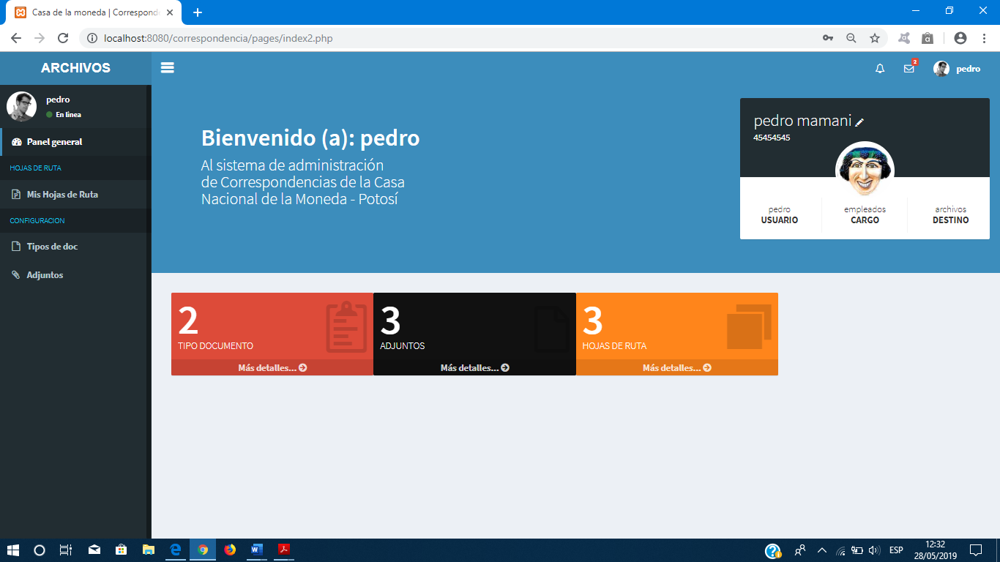 Casa de la moneda | Correspond
localhost:8080/correspondencia/pages/index2.php
ARCHIVOS
2
pedro
pedro
En linea
Panel general
HOJAS DE RUTA
Mis Hojas de Ruta
CONFIGURACION
Tipos de doc
Adjuntos
Bienvenido (a): pedro
Al sistema de administración
de Correspondencias de la Casa
Nacional de la Moneda - Potosí
pedro mamani
45454545
pedro
USUARIO
empleados
CARGO
archivos
DESTINO
2
TIPO DOCUMENTO
Más detalles...
3
ADJUNTOS
Más detalles...
3
HOJAS DE RUTA
Más detalles...
ESP
12:32
28/05/2019